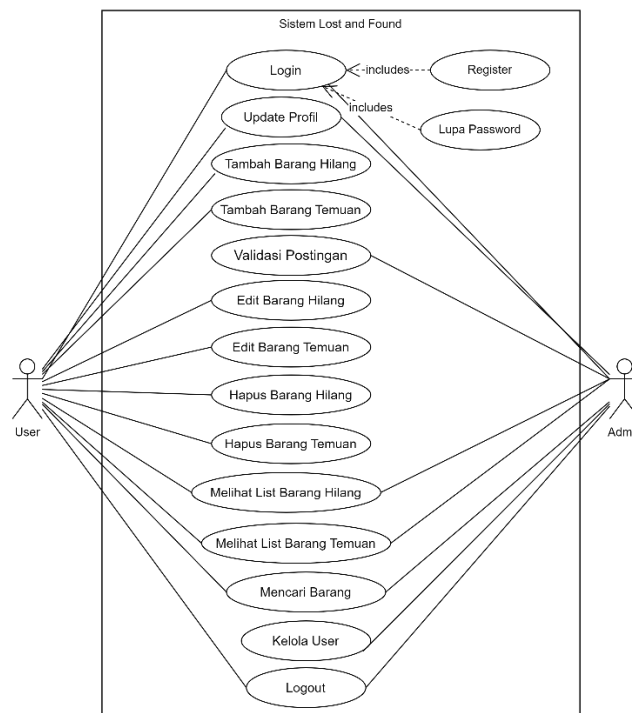 Sistem Lost and Found
Login
includes
Register
Update Profil
includes
Lupa Password
Tambah Barang Hilang
Tambah Barang Temuan
Validasi Postingan
Edit Barang Hilang
Edit Barang Temuan
User
Hapus Barang Hilang
Adm
Hapus Barang Temuan
Melihat List Barang Hilang
Melihat List Barang Temuan
Mencari Barang
Kelola User
Logout